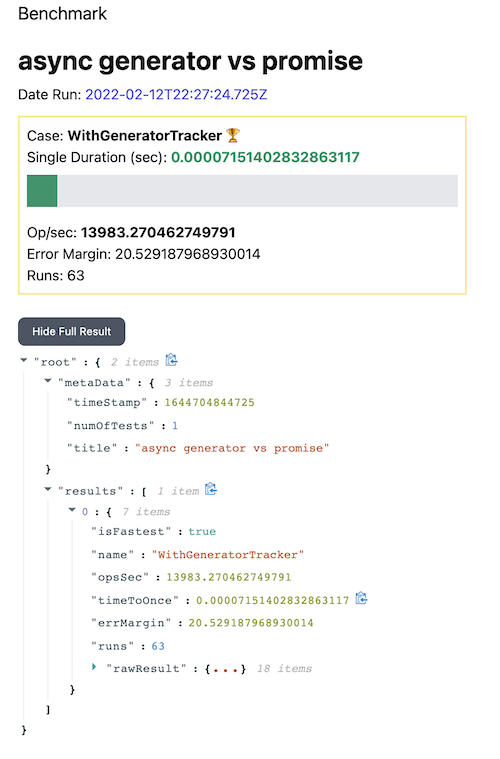 Benchmark
async generator vs promise
Date Run: 2022-02-12T22:27:24.725Z
Case: WithGeneratorTracker 🏆
Single Duration (sec): 0.00007151402832863117
Op/sec: 13983.270462749791
Error Margin: 20.529187968930014
Runs: 63
Hide Full Result
"root" : { 2 items
"metaData" : { 3 items
"timeStamp" : 1644704844725
"numOfTests" : 1
"title" : "async generator vs promise"
}
"results" : [ 1 item
0 : { 7 items
"isFastest" : true
"name" : "WithGeneratorTracker"
"opsSec" : 13983.270462749791
"timeToOnce" : 0.00007151402832863117
"errMargin" : 20.529187968930014
"runs" : 63
"rawResult" : {...} 18 items
}
]
}